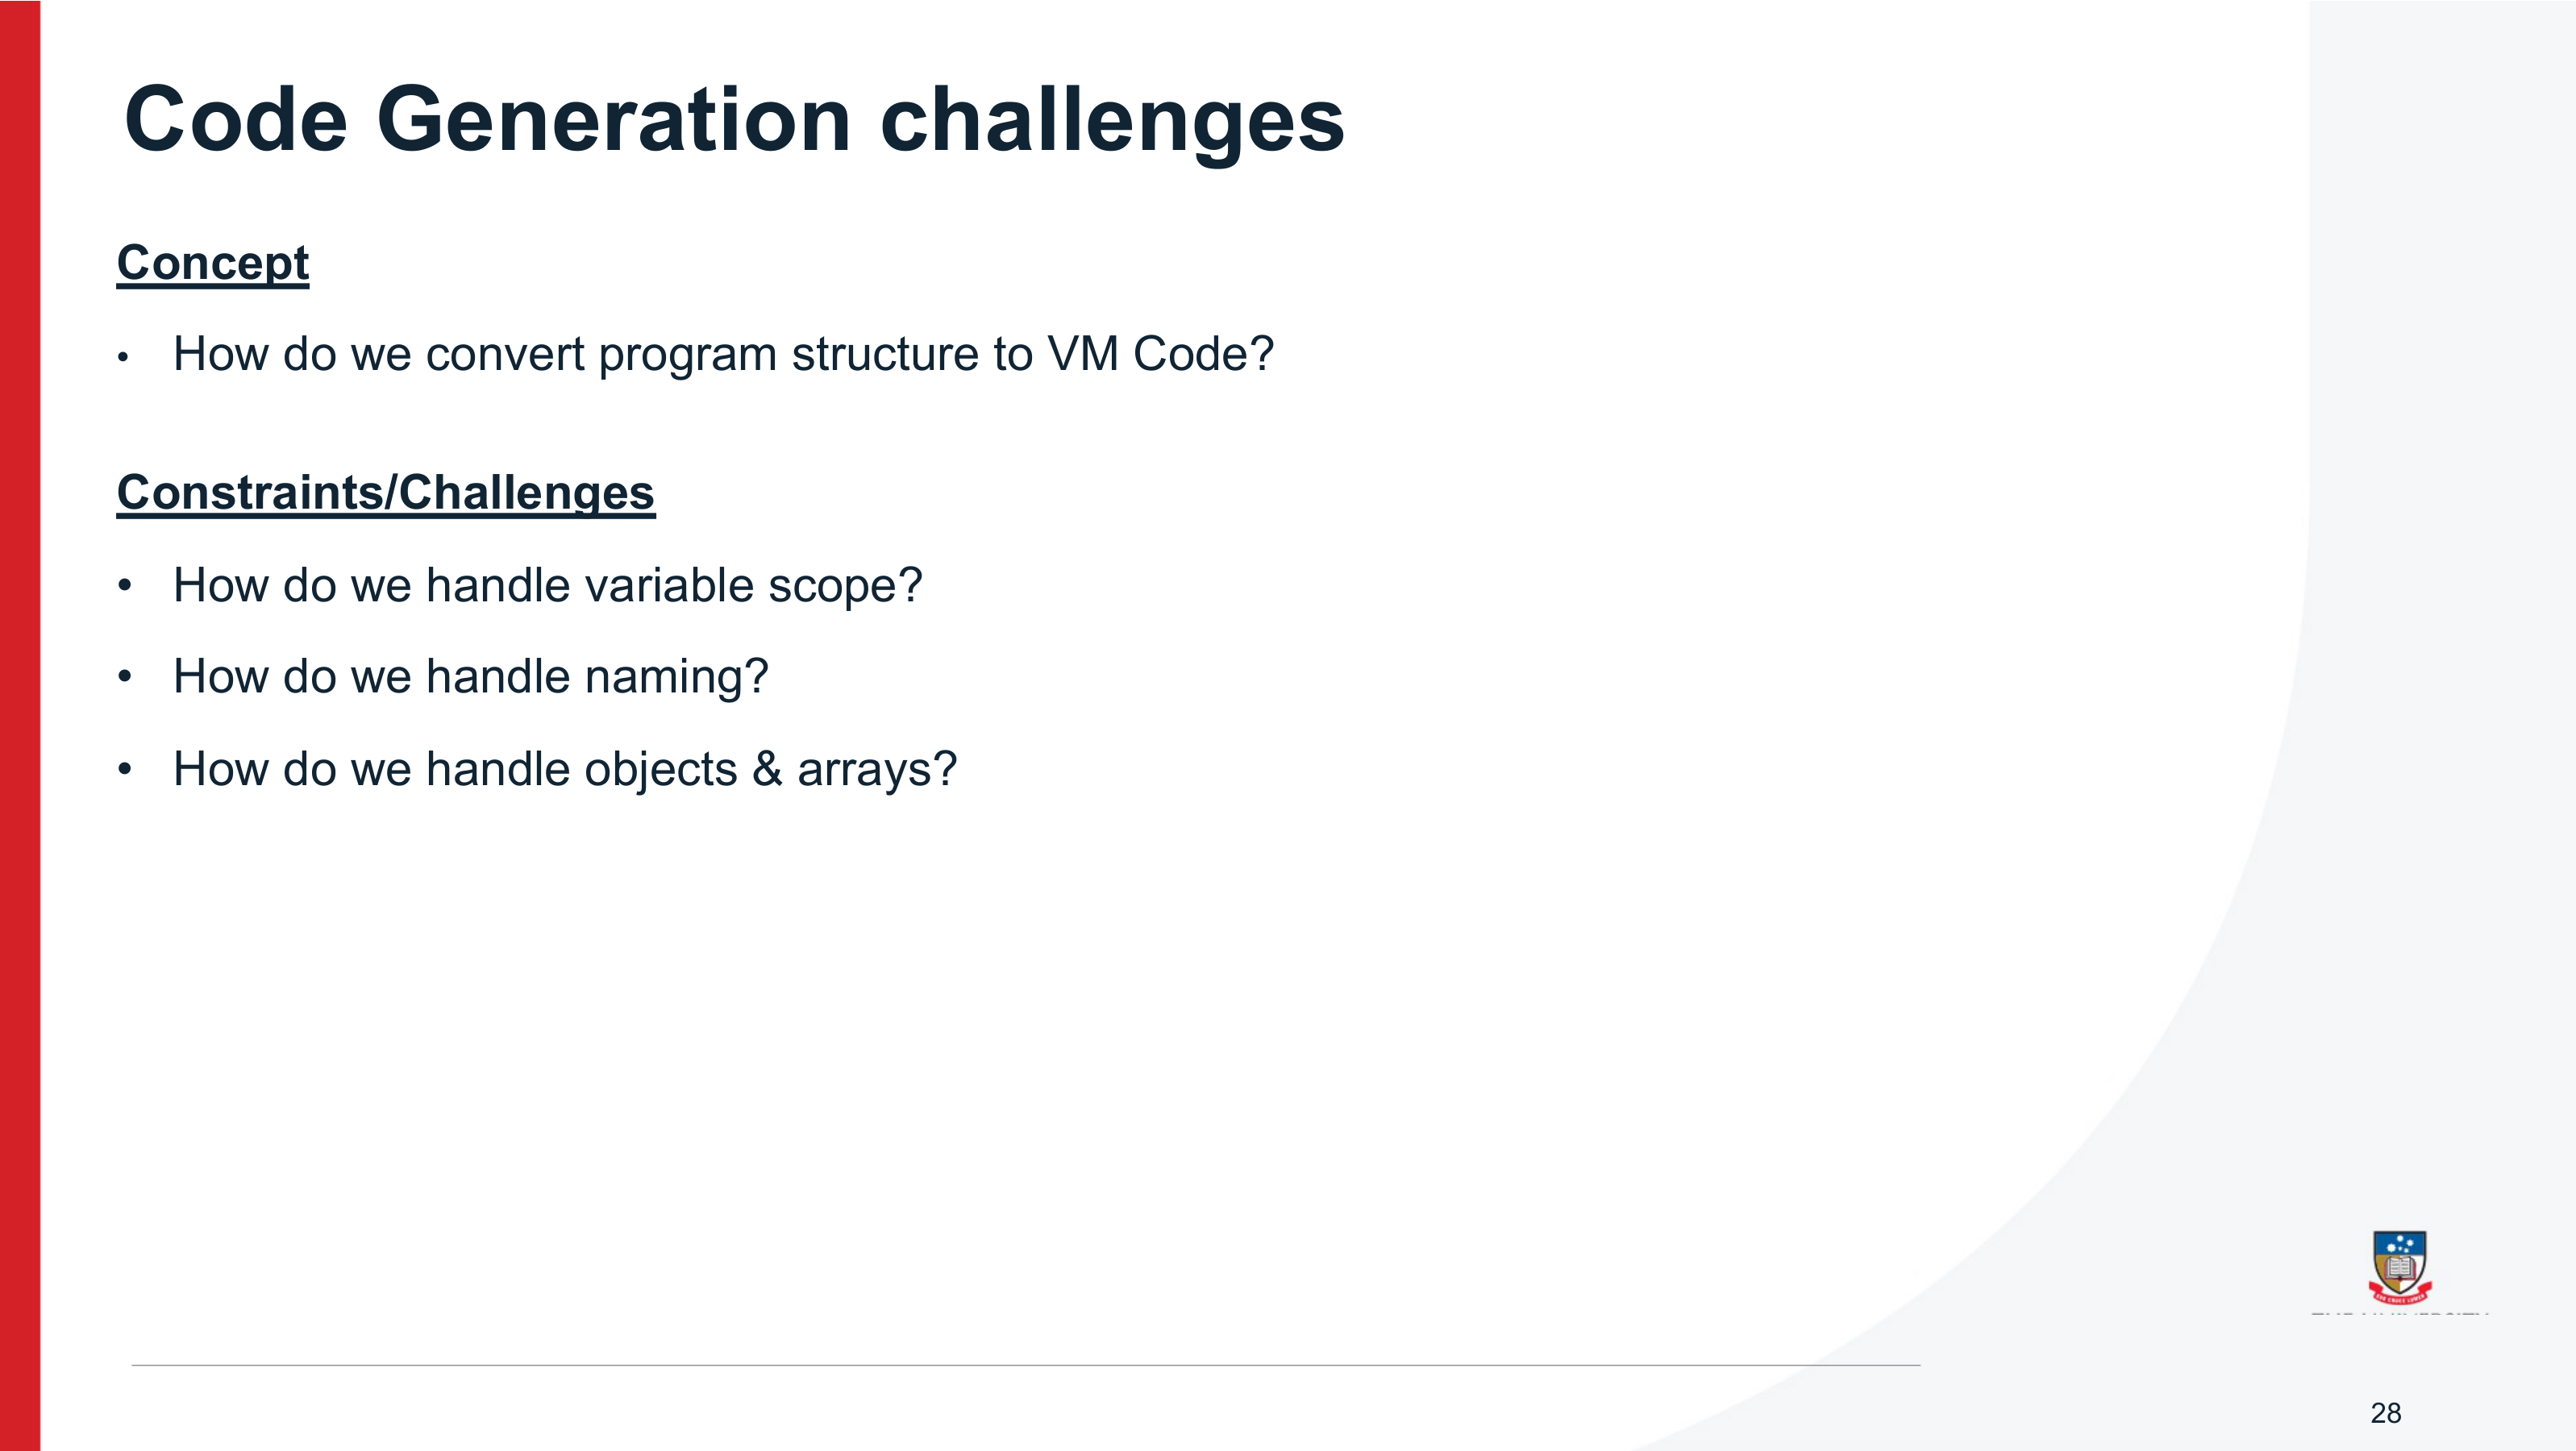 Code Generation challenges
Concept
• How do we convert program structure to VM Code?
Constraints/Challenges
• How do we handle variable scope?
• How do we handle naming?
• How do we handle objects & arrays?
28